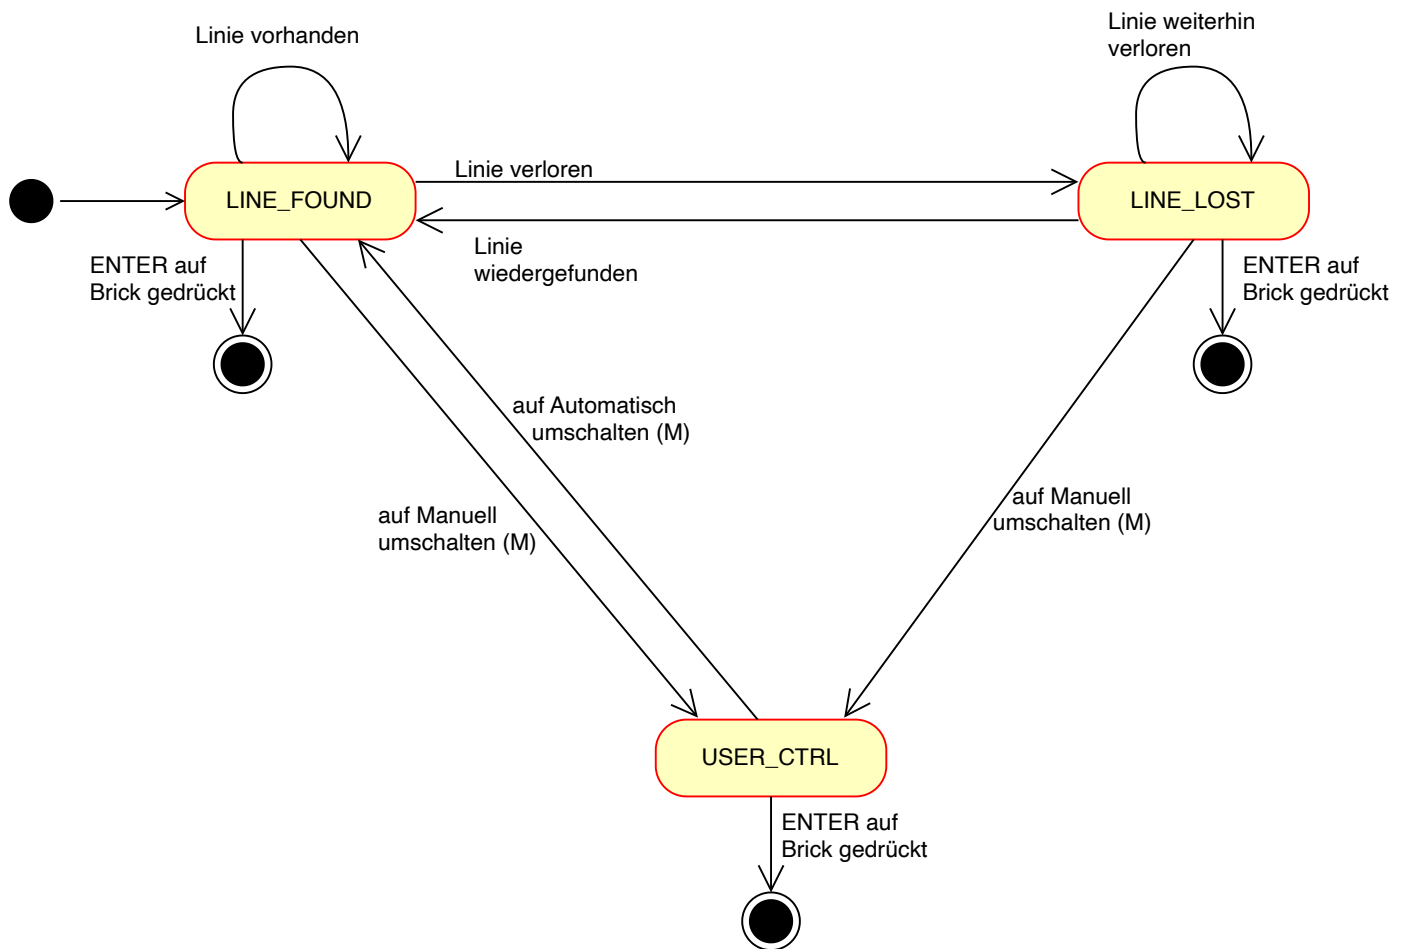 Linie vorhanden
Linie weiterhin
verloren
Linie verloren
LINE_FOUND
LINE_LOST
Linie
wiedergefunden
ENTER auf
Brick gedrückt
ENTER auf
Brick gedrückt
auf Automatisch
umschalten (M)
auf Manuell
umschalten (M)
auf Manuell
umschalten (M)
USER_CTRL
ENTER auf
Brick gedrückt